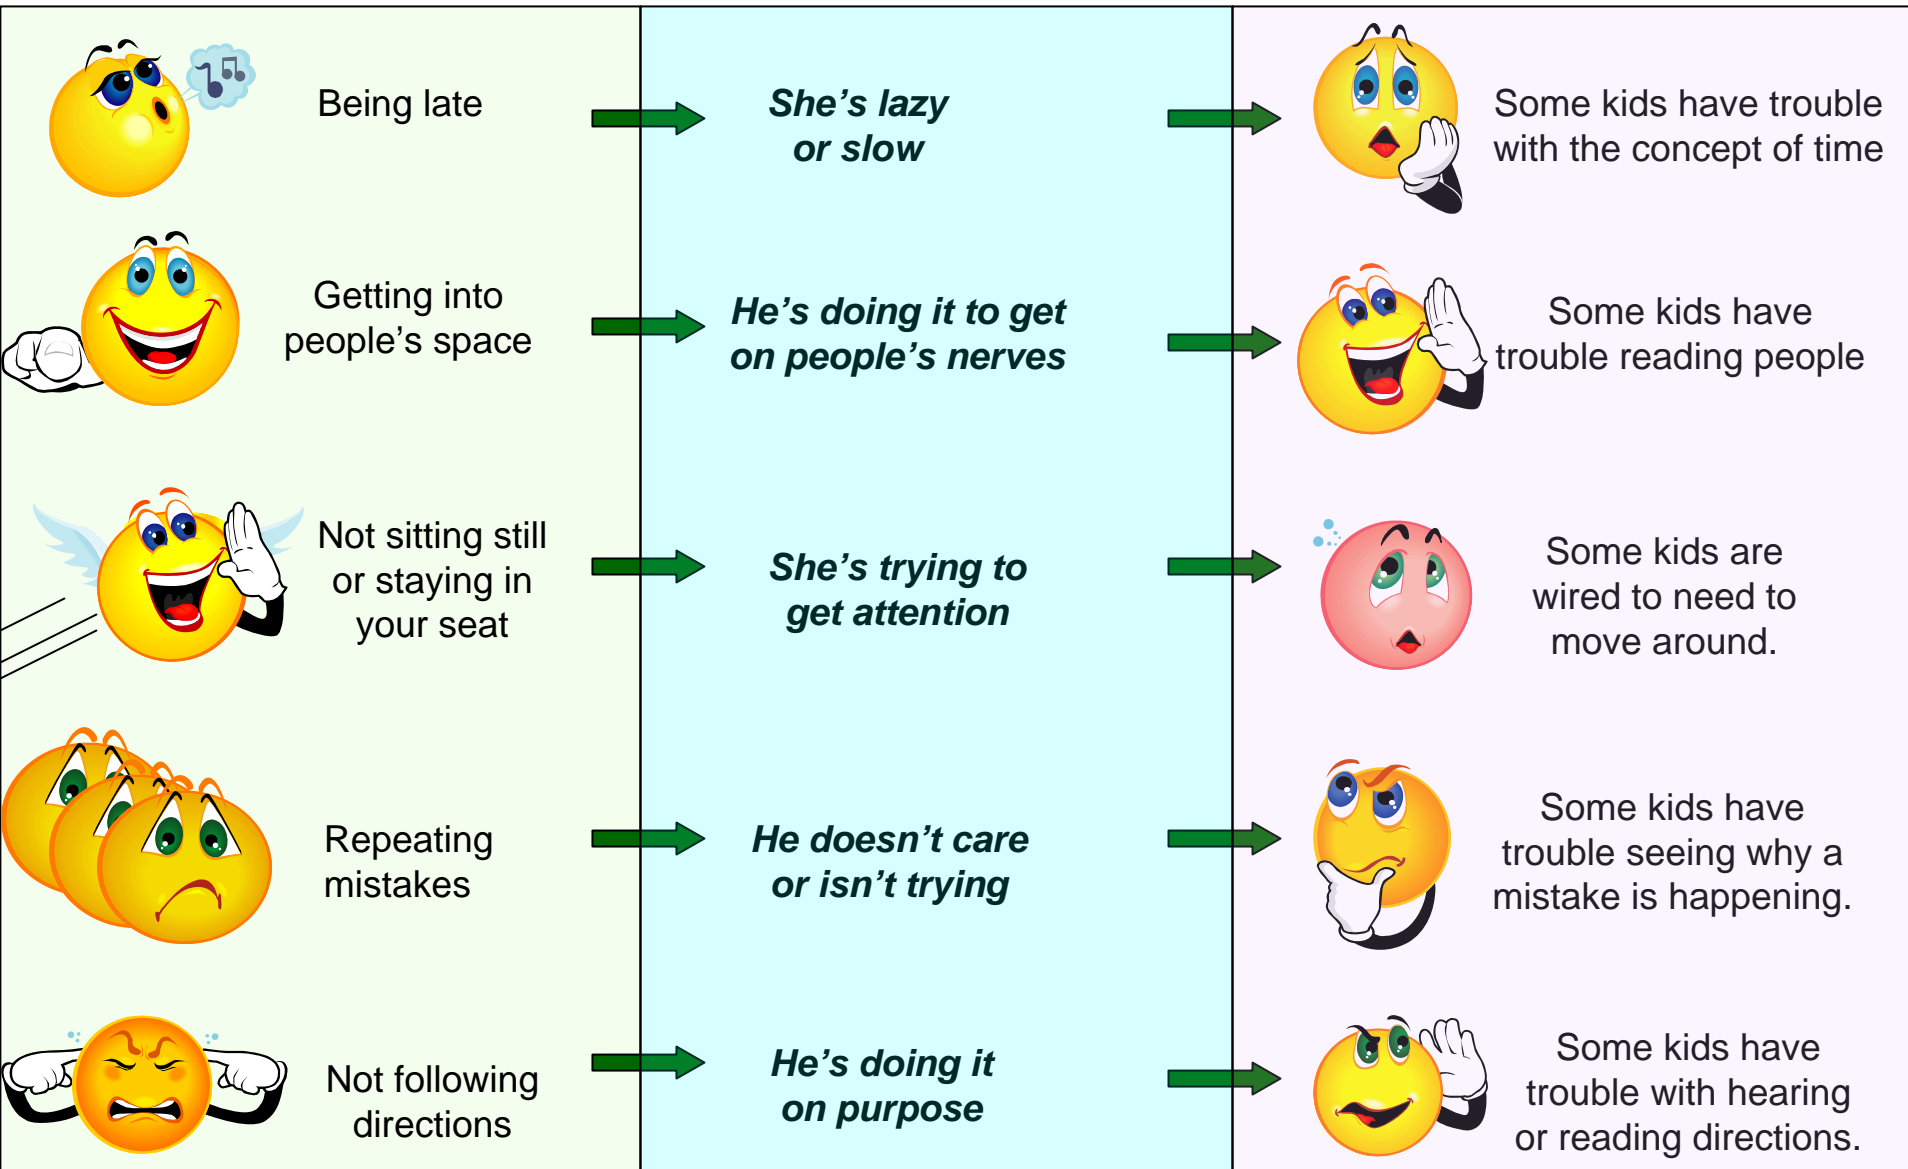 Being late
She’s lazy
or slow
Some kids have trouble
with the concept of time
Getting into
people’s space
He’s doing it to get
on people’s nerves
Some kids have
trouble reading people
Not sitting still
or staying in
your seat
She’s trying to
get attention
Some kids are
wired to need to
move around.
Repeating
mistakes
He doesn’t care
or isn’t trying
Some kids have
trouble seeing why a
mistake is happening.
Not following
directions
He’s doing it
on purpose
Some kids have
trouble with hearing
or reading directions.